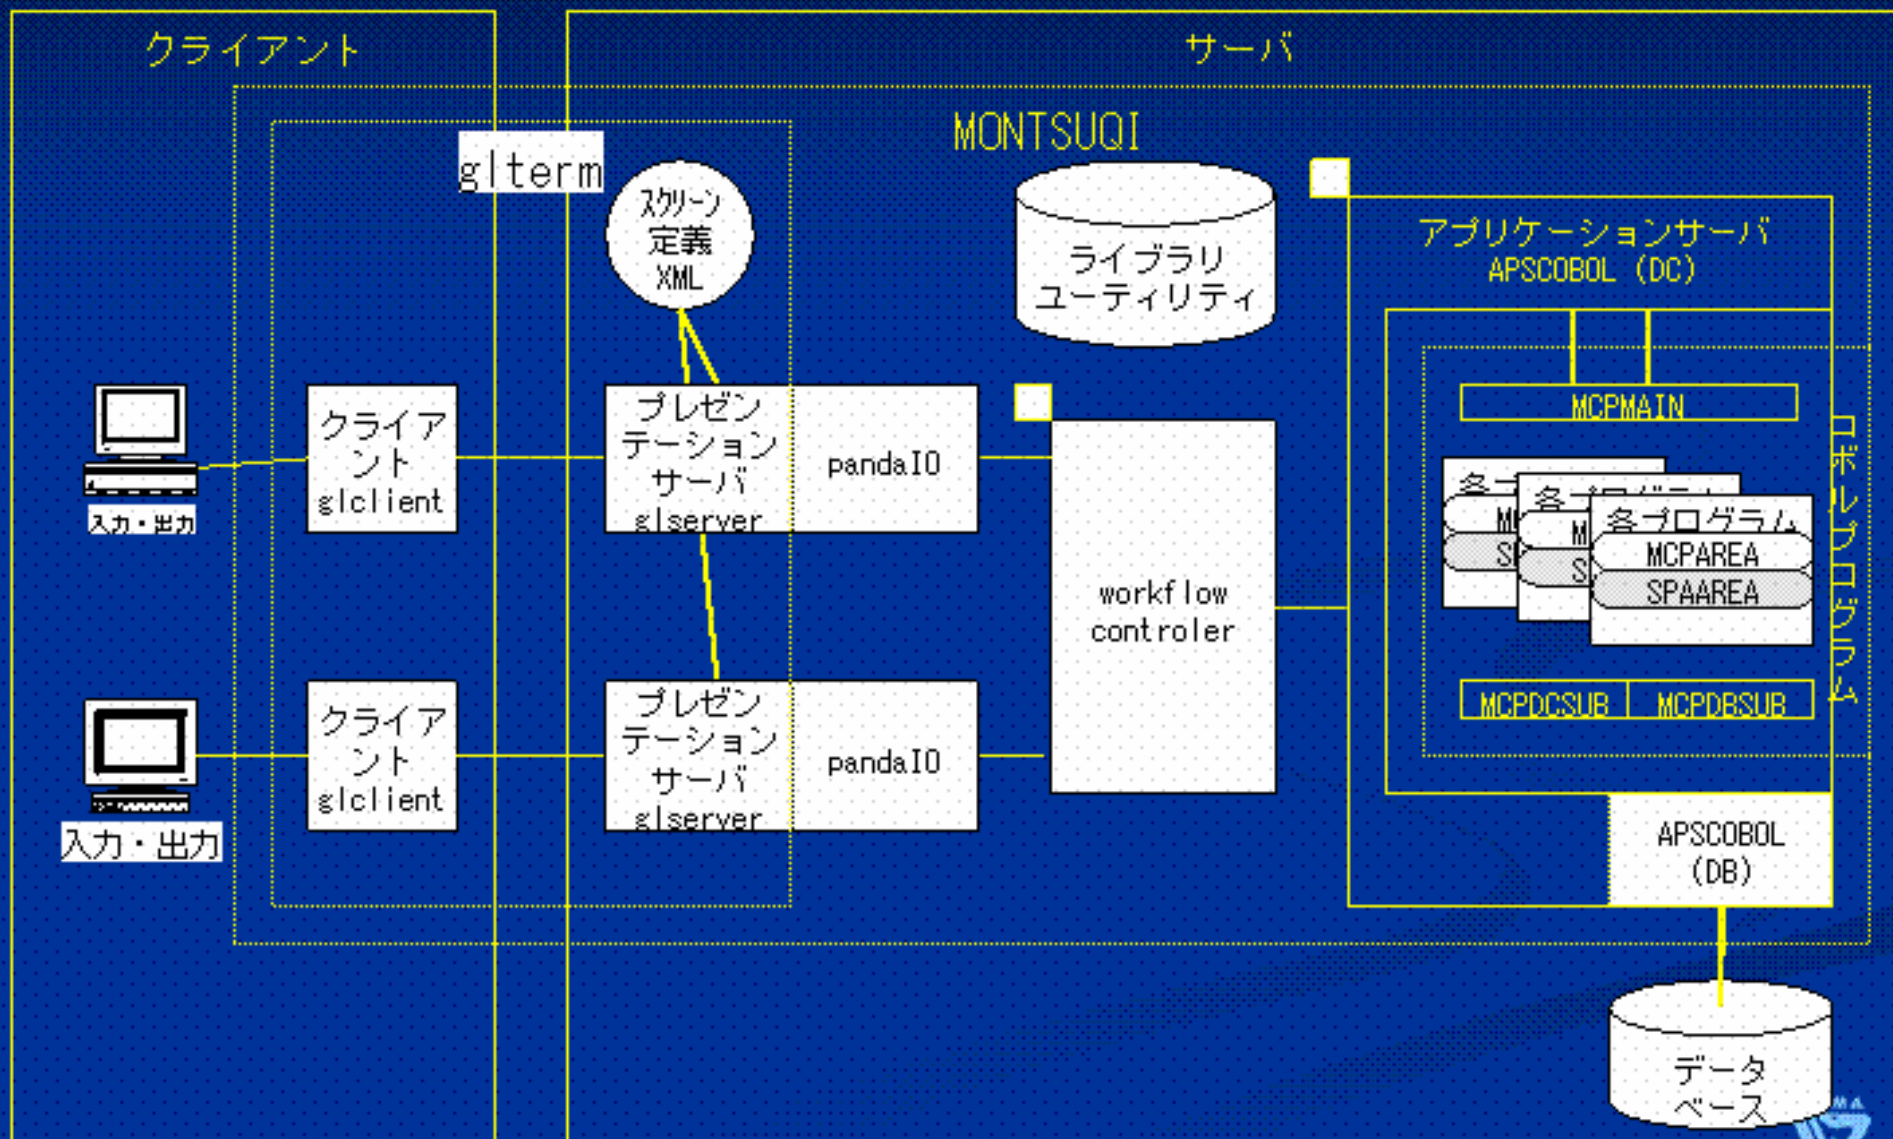 クライアント
サーバ
MONTSUQI
glterm
スクリーン
定義
XML
ライブラリ
ユーティリティ
アプリケーションサーバ
APSCOBOL (DC)
MCPMAIN
コボルプログラム
入力・出力
クライア
ント
glclient
プレゼン
テーション
サーバ
glserver
pandaIO
workflow
controler
各プログラム
MCPAREA
SPAAREA
MCPDCSUB
MCPDBSUB
入力・出力
クライア
ント
glclient
プレゼン
テーション
サーバ
glserver
pandaIO
APSCOBOL
(DB)
データ
ベース